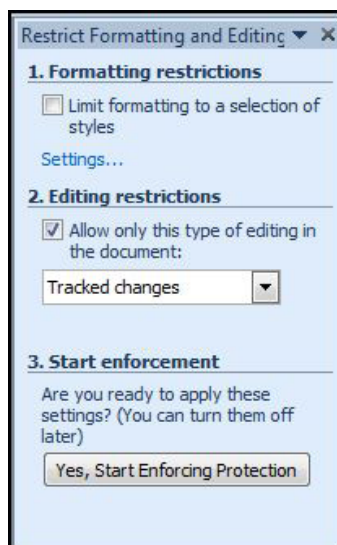 Restrict Formatting and Editing
1. Formatting restrictions
Limit formatting to a selection of
styles
Settings...
2. Editing restrictions
Allow only this type of editing in
the document:
Tracked changes
3. Start enforcement
Are you ready to apply these
settings? (You can turn them off
later)
Yes, Start Enforcing Protection